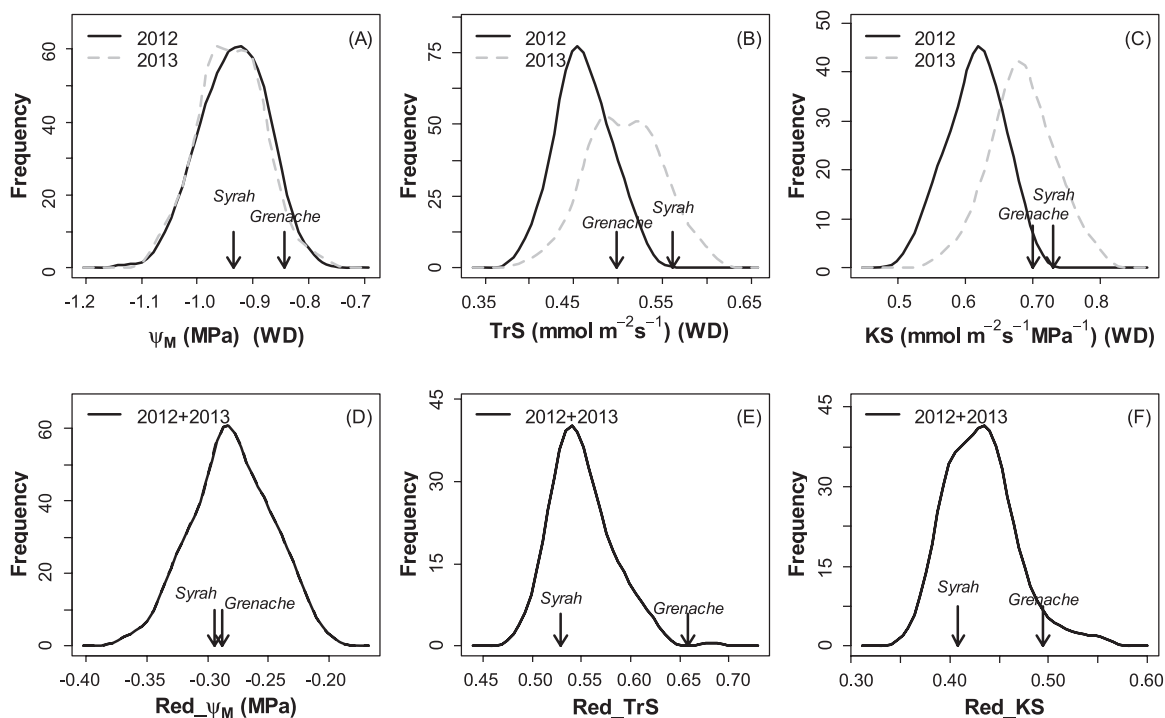 2012
2013
(A)
Frequency
0 20 40 60
Syrah
Grenache
-1.2 -1.1 -1.0 -0.9 -0.8 -0.7
ψM (MPa) (WD)
2012
2013
(B)
Frequency
0 25 50 75
Grenache
Syrah
0.35 0.45 0.55 0.65
TrS (mmol m−2s−1) (WD)
2012
2013
(C)
Frequency
0 10 20 30 40 50
Syrah
Grenache
0.5 0.6 0.70 0.8
KS (mmol m−2s−1MPa−1) (WD)
2012+2013
(D)
Frequency
0 20 40 60
Syrah
Grenache
-0.40 -0.30 -0.20
Red_ψM (MPa)
2012+2013
(E)
Frequency
0 15 30 45
Syrah
Grenache
0.45 0.50 0.55 0.60 0.65 0.70
Red_TrS
2012+2013
(F)
Frequency
0 15 30 45
Syrah
Grenache
0.30 0.40 0.50 0.60
Red_KS